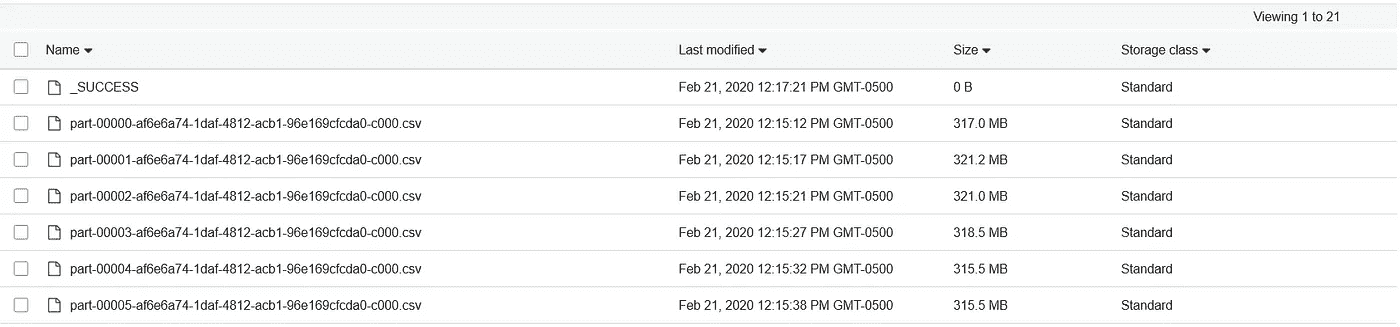 Viewing 1 to 21
Name Last modified Size Storage class
_SUCCESS Feb 21, 2020 12:17:21 PM GMT-0500 0 B Standard
part-00000-af6e6a74-1daf-4812-acb1-96e169cfcda0-c000.csv Feb 21, 2020 12:15:12 PM GMT-0500 317.0 MB Standard
part-00001-af6e6a74-1daf-4812-acb1-96e169cfcda0-c000.csv Feb 21, 2020 12:15:17 PM GMT-0500 321.2 MB Standard
part-00002-af6e6a74-1daf-4812-acb1-96e169cfcda0-c000.csv Feb 21, 2020 12:15:21 PM GMT-0500 321.0 MB Standard
part-00003-af6e6a74-1daf-4812-acb1-96e169cfcda0-c000.csv Feb 21, 2020 12:15:27 PM GMT-0500 318.5 MB Standard
part-00004-af6e6a74-1daf-4812-acb1-96e169cfcda0-c000.csv Feb 21, 2020 12:15:32 PM GMT-0500 315.5 MB Standard
part-00005-af6e6a74-1daf-4812-acb1-96e169cfcda0-c000.csv Feb 21, 2020 12:15:38 PM GMT-0500 315.5 MB Standard